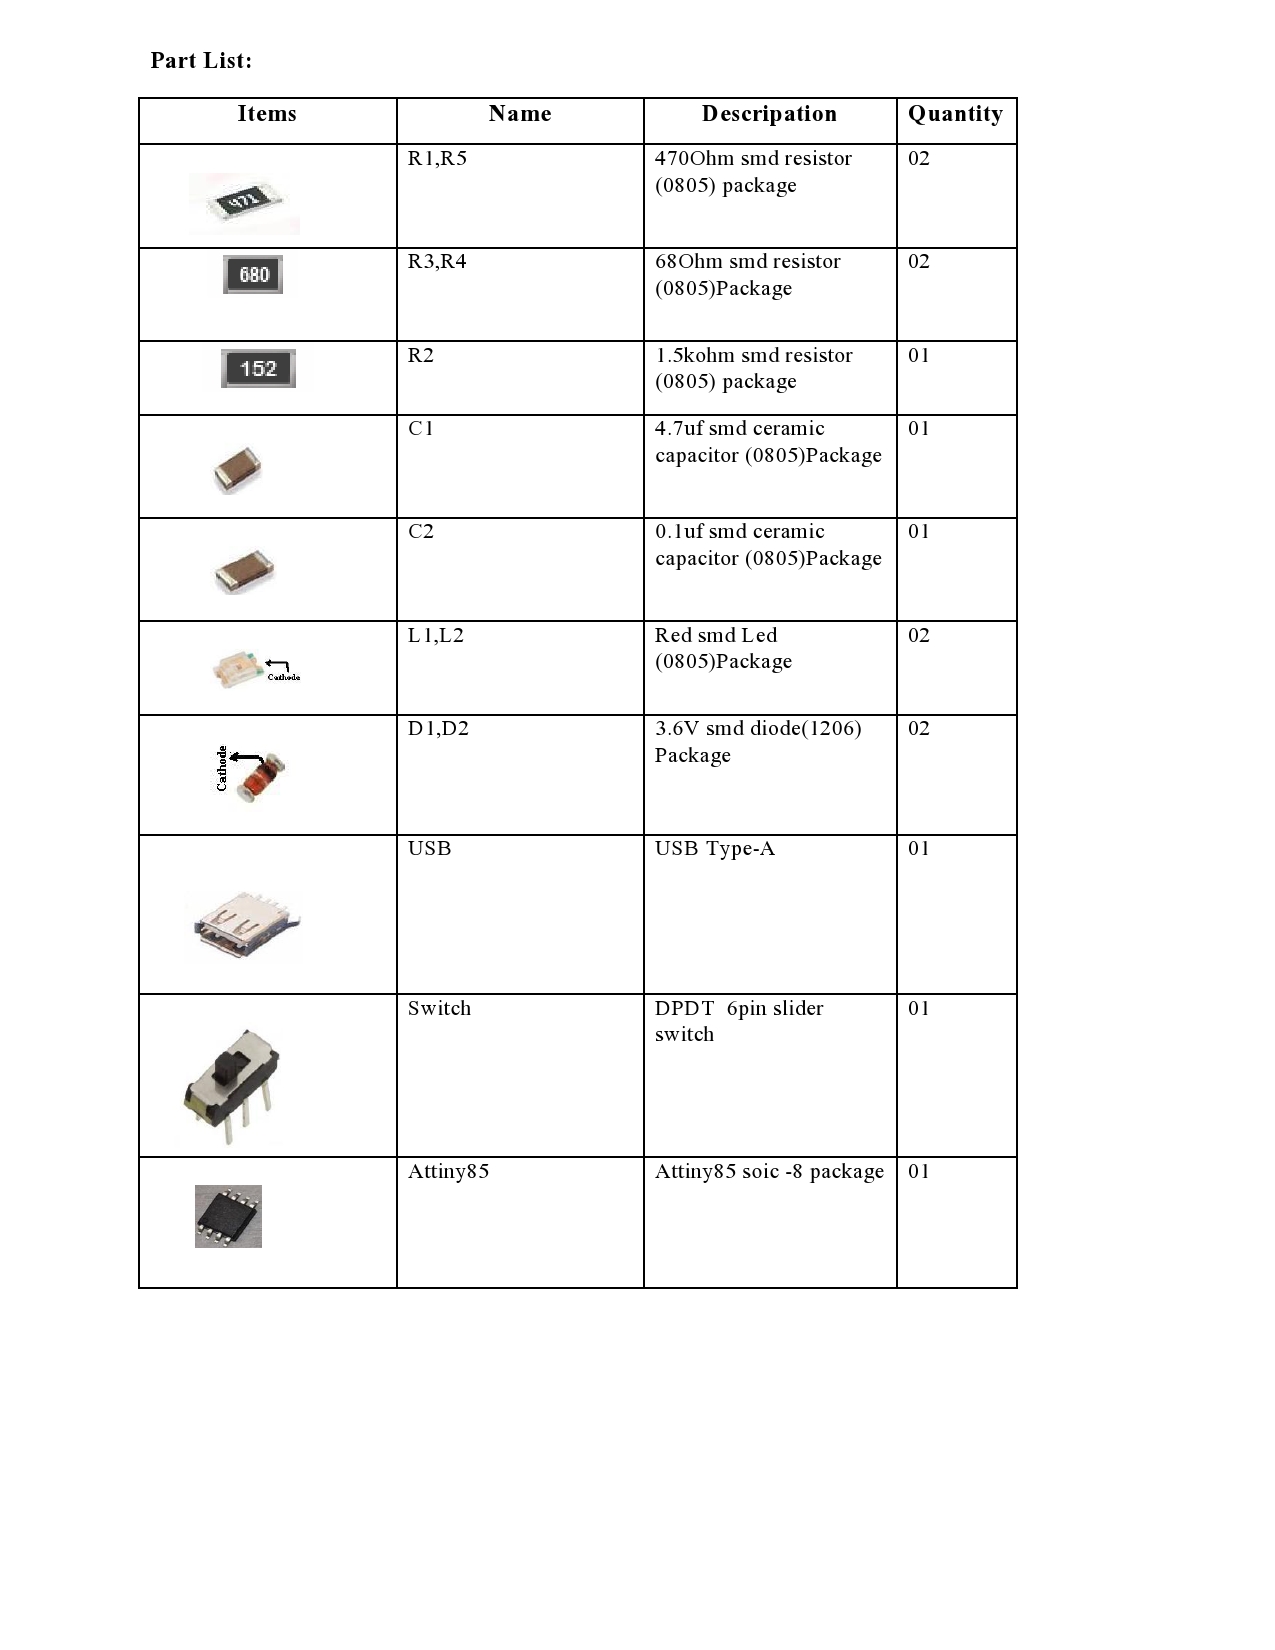 Part List:
Items Name Descripation Quantity
471
R1,R5
470Ohm smd resistor
(0805) package
02
680
R3,R4
68Ohm smd resistor
(0805)Package
02
152
R2
1.5kohm smd resistor
(0805) package
01
C1
4.7uf smd ceramic
capacitor (0805)Package
01
C2
0.1uf smd ceramic
capacitor (0805)Package
01
Cathode
L1,L2
Red smd Led
(0805)Package
02
Cathode
D1,D2
3.6V smd diode(1206)
Package
02
USB
USB Type-A
01
Switch
DPDT 6pin slider
switch
01
Attiny85
Attiny85 soic -8 package
01